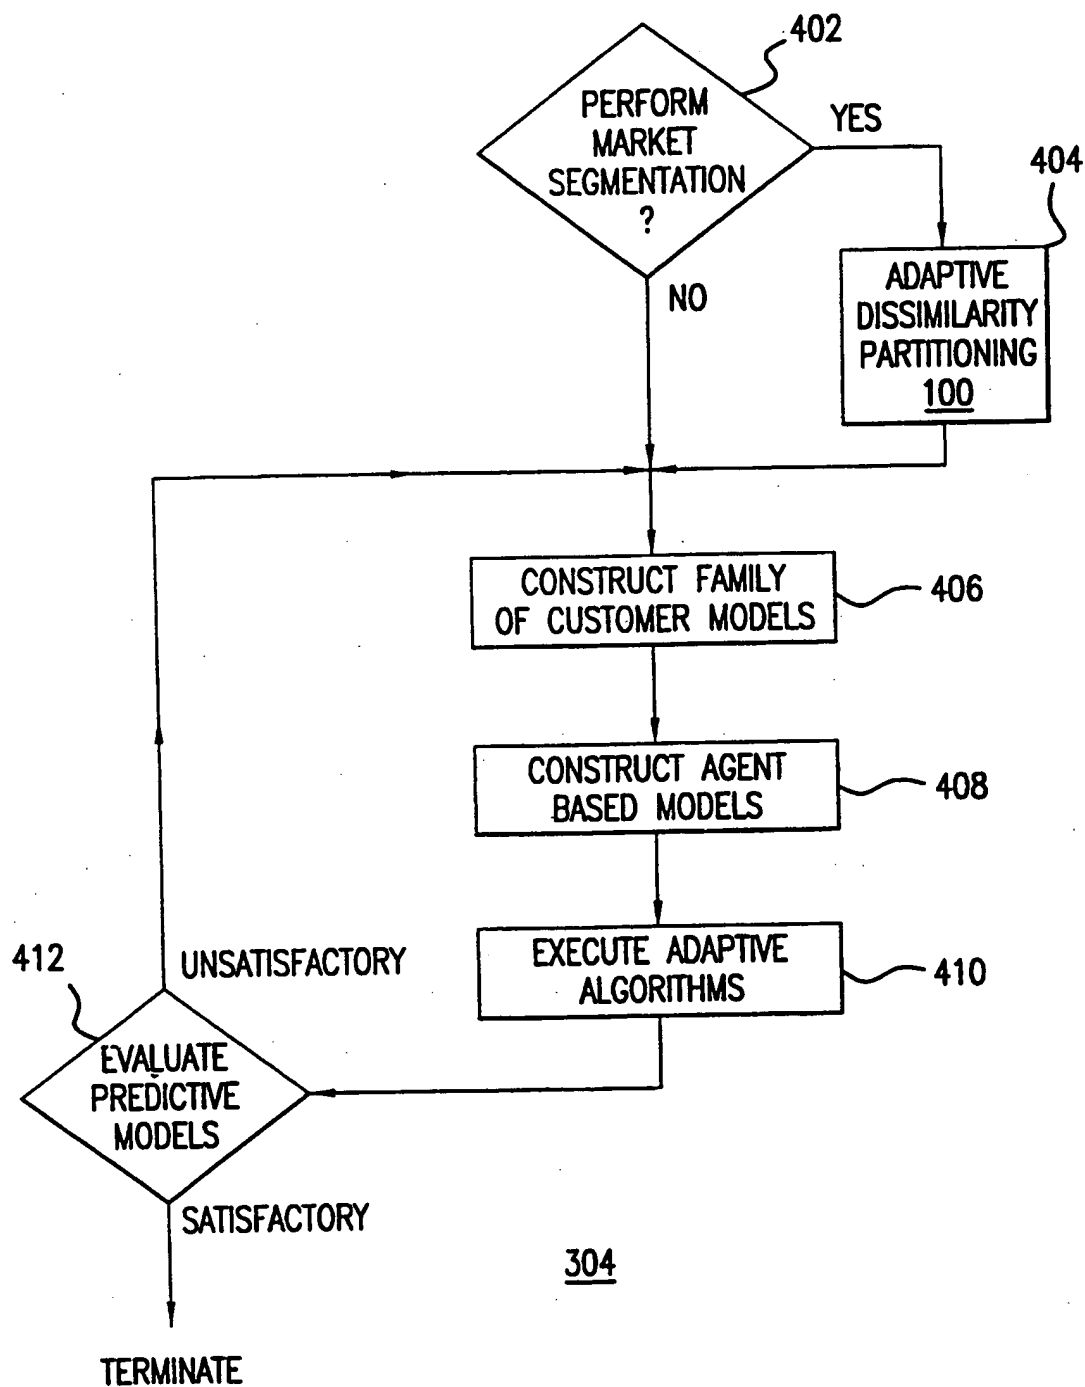 402
PERFORM
MARKET
SEGMENTATION
?
YES
404
NO
ADAPTIVE
DISSIMILARITY
PARTITIONING
100
CONSTRUCT FAMILY
OF CUSTOMER MODELS
406
CONSTRUCT AGENT
BASED MODELS
408
EXECUTE ADAPTIVE
ALGORITHMS
410
412
UNSATISFACTORY
EVALUATE
PREDICTIVE
MODELS
SATISFACTORY
304
TERMINATE